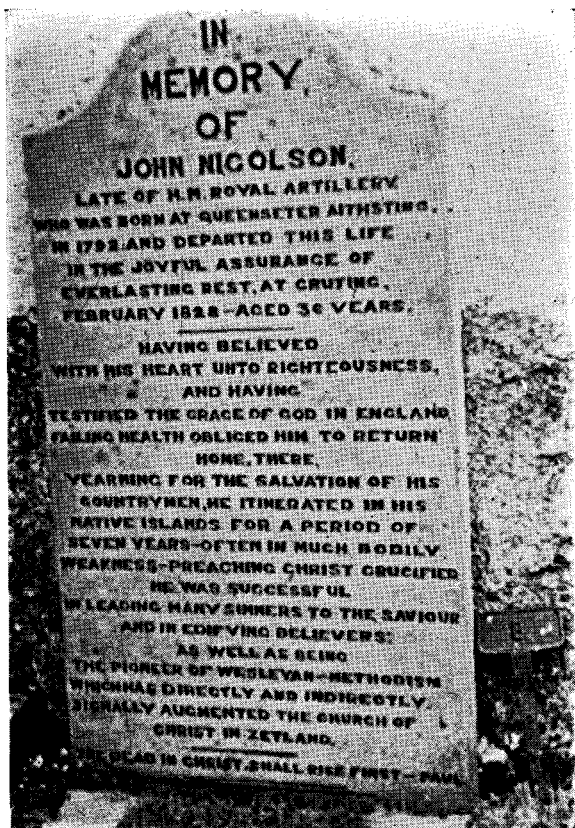 IN
MEMORY,
OF
JOHN NICOLSON,
LATE OF H.M. ROYAL ARTILLERY
WHO WAS BORN AT QUEENSETER AITHSTING,
IN 1792, AND DEPARTED THIS LIFE
IN THE JOYFUL ASSURANCE OF
EVERLASTING REST, AT GRUTING,
FEBRUARY 1828–AGED 36 YEARS.
HAVING BELIEVED
WITH HIS HEART UNTO RIGHTEOUSNESS,
AND HAVING
TESTIFIED THE GRACE OF GOD IN ENGLAND
FAILING HEALTH OBLIGED HIM TO RETURN
HOME, THERE,
YEARNING FOR THE SALVATION OF HIS
COUNTRYMEN, HE ITINERATED IN HIS
NATIVE ISLANDS FOR A PERIOD OF
SEVEN YEARS–OFTEN IN MUCH BODILY
WEAKNESS–PREACHING CHRIST CRUCIFIED
HE WAS SUCCESSFUL
IN LEADING MANY SINNERS TO THE SAVIOUR
AND IN EDIFYING BELIEVERS:
AS WELL AS BEING
THE PIONEER OF WESLEYAN–METHODISM
WHICH HAS DIRECTLY AND INDIRECTLY,
SIGNALLY AUGMENTED THE CHURCH OF
CHRIST IN ZETLAND.
THE DEAD IN CHRIST, SHALL RISE FIRST – PAUL